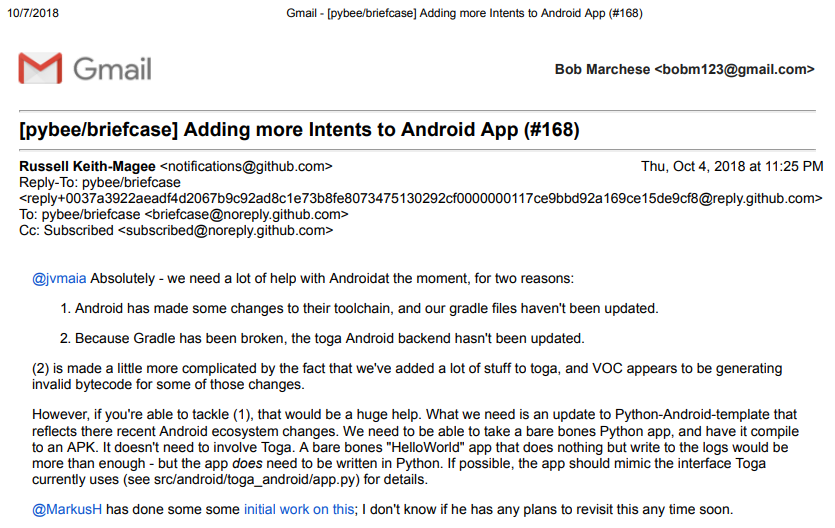 10/7/2018 Gmail - [pybee/briefcase] Adding more Intents to Android App (#168)
Gmail Bob Marchese <bobm123@gmail.com>
[pybee/briefcase] Adding more Intents to Android App (#168)
Russell Keith-Magee <notifications@github.com> Thu, Oct 4, 2018 at 11:25 PM
Reply-To: pybee/briefcase
<reply+0037a3922aeadf4d2067b9c92ad8c1e73b8fe8073475130292cf0000000117ce9bbd92a169ce15de9cf8@reply.github.com>
To: pybee/briefcase <briefcase@noreply.github.com>
Cc: Subscribed <subscribed@noreply.github.com>
@jvmaia Absolutely - we need a lot of help with Androidat the moment, for two reasons:
1. Android has made some changes to their toolchain, and our gradle files haven't been updated.
2. Because Gradle has been broken, the toga Android backend hasn't been updated.
(2) is made a little more complicated by the fact that we've added a lot of stuff to toga, and VOC appears to be generating
invalid bytecode for some of those changes.
However, if you're able to tackle (1), that would be a huge help. What we need is an update to Python-Android-template that
reflects there recent Android ecosystem changes. We need to be able to take a bare bones Python app, and have it compile
to an APK. It doesn't need to involve Toga. A bare bones "HelloWorld" app that does nothing but write to the logs would be
more than enough - but the app does need to be written in Python. If possible, the app should mimic the interface Toga
currently uses (see src/android/toga_android/app.py) for details.
@MarkusH has done some some initial work on this; I don't know if he has any plans to revisit this any time soon.